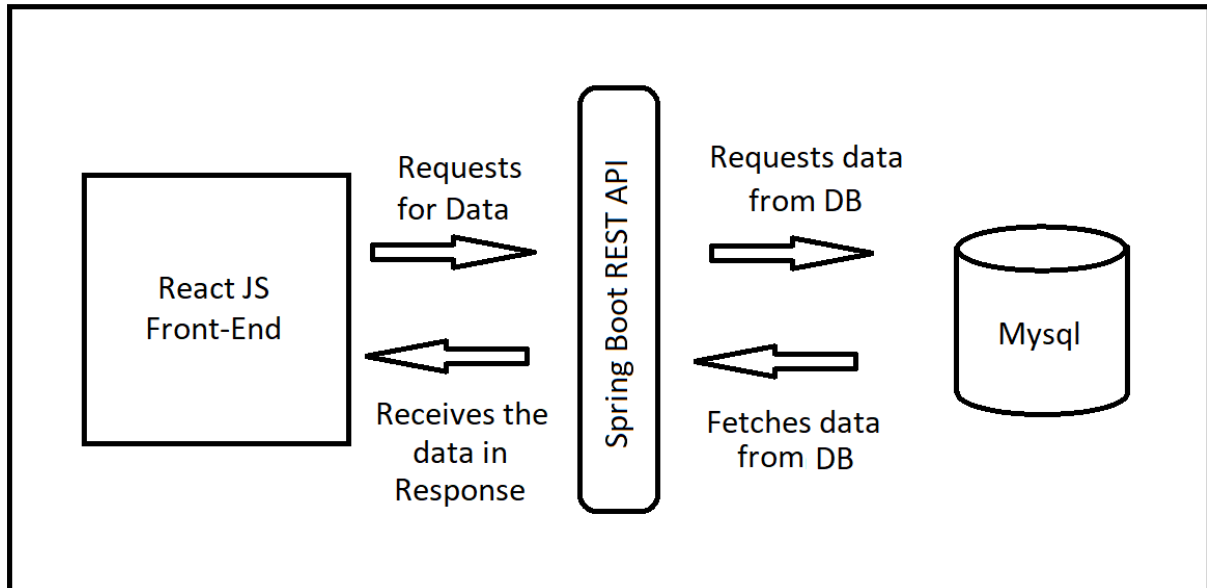 React JS
Front-End
Requests
for Data
Receives the
data in
Response
Spring Boot REST API
Requests data
from DB
Fetches data
from DB
Mysql